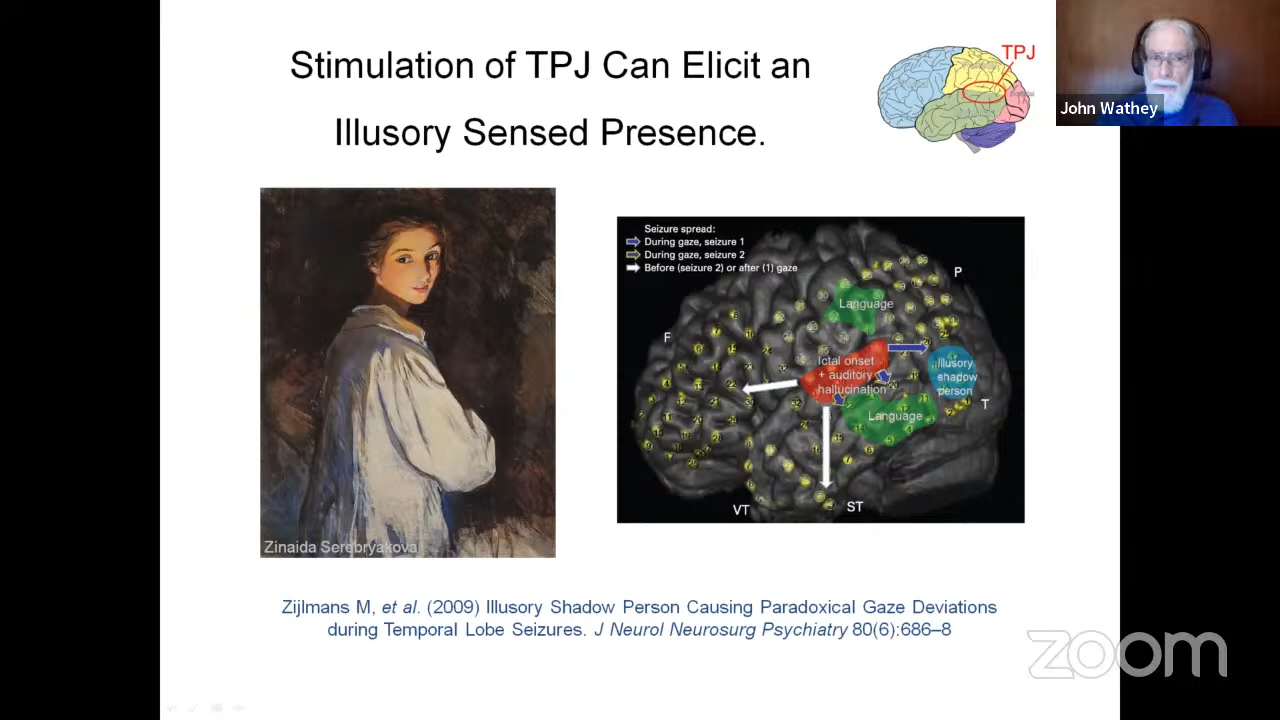 Stimulation of TPJ Can Elicit an
Illusory Sensed Presence.
TPJ
John Wathey
Zinaida Serebryakova
Seizure spread:
During gaze, seizure 1
During gaze, seizure 2
Before (seizure 2) or after (1) gaze
P
F
Language
Ictal onset
+ auditory
hallucination
Illusory
shadow
person
T
Language
VT
ST
Zijlmans M, et al. (2009) Illusory Shadow Person Causing Paradoxical Gaze Deviations
during Temporal Lobe Seizures. J Neurol Neurosurg Psychiatry 80(6):686–8
zoom